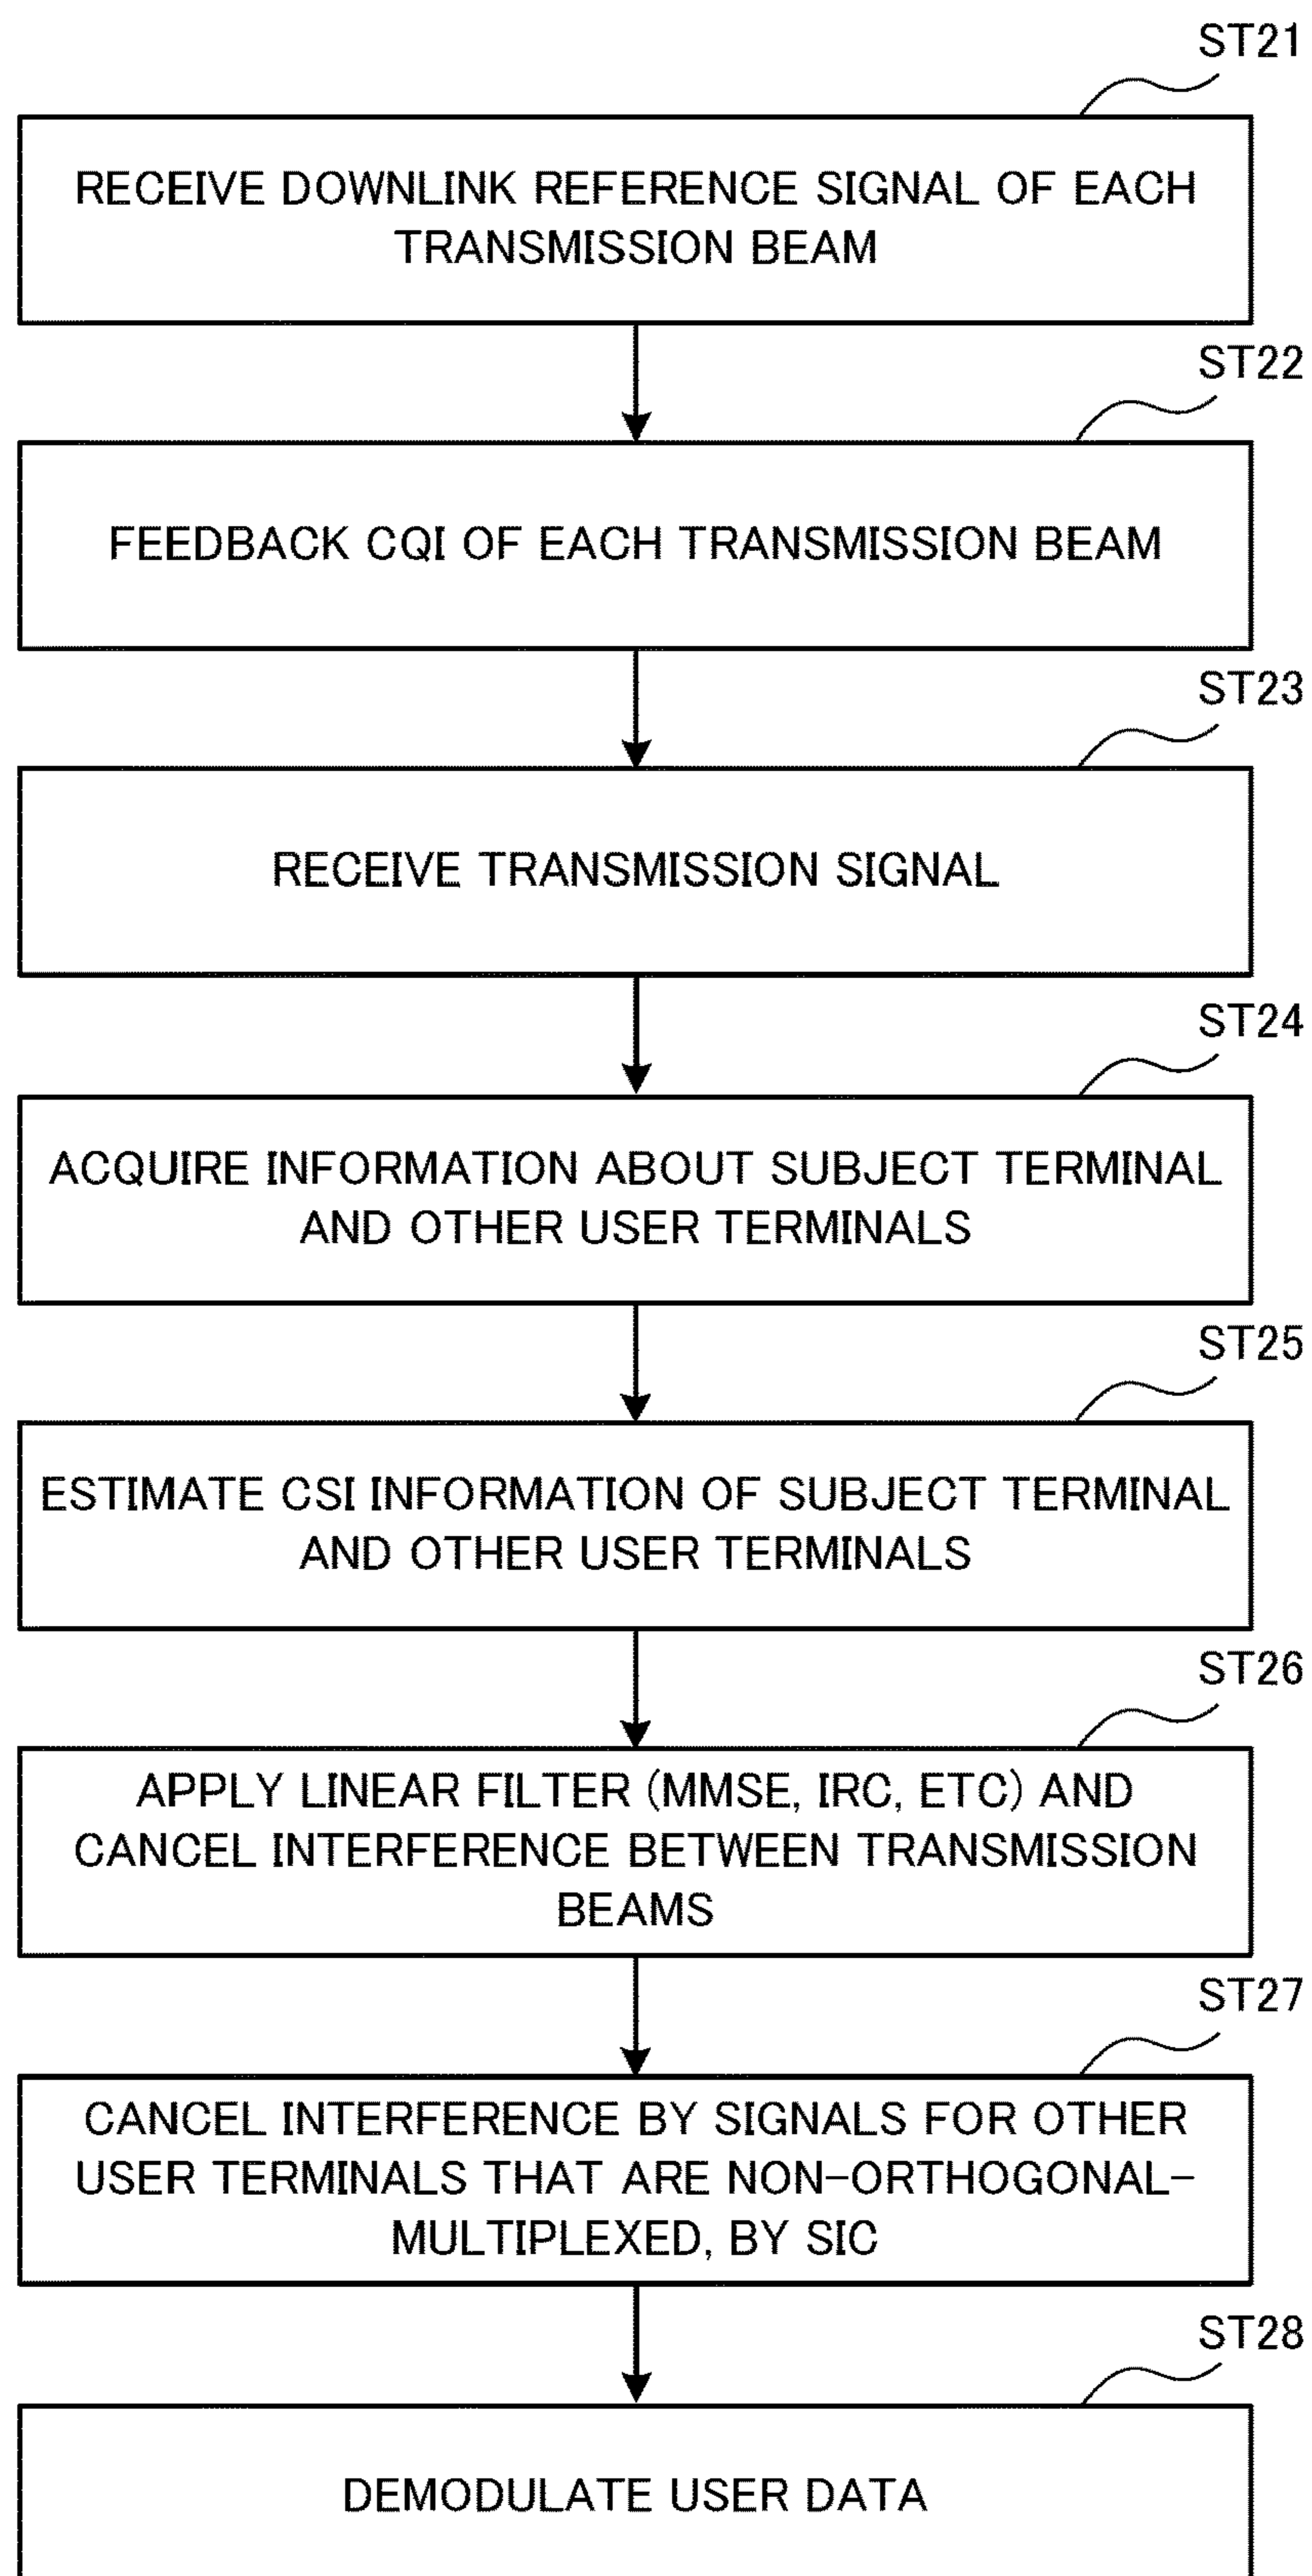 ST21
RECEIVE DOWNLINK REFERENCE SIGNAL OF EACH
TRANSMISSION BEAM
ST22
FEEDBACK CQI OF EACH TRANSMISSION BEAM
ST23
RECEIVE TRANSMISSION SIGNAL
ST24
ACQUIRE INFORMATION ABOUT SUBJECT TERMINAL
AND OTHER USER TERMINALS
ST25
ESTIMATE CSI INFORMATION OF SUBJECT TERMINAL
AND OTHER USER TERMINALS
ST26
APPLY LINEAR FILTER (MMSE, IRC, ETC) AND
CANCEL INTERFERENCE BETWEEN TRANSMISSION
BEAMS
ST27
CANCEL INTERFERENCE BY SIGNALS FOR OTHER
USER TERMINALS THAT ARE NON-ORTHOGONAL-
MULTIPLEXED, BY SIC
ST28
DEMODULATE USER DATA